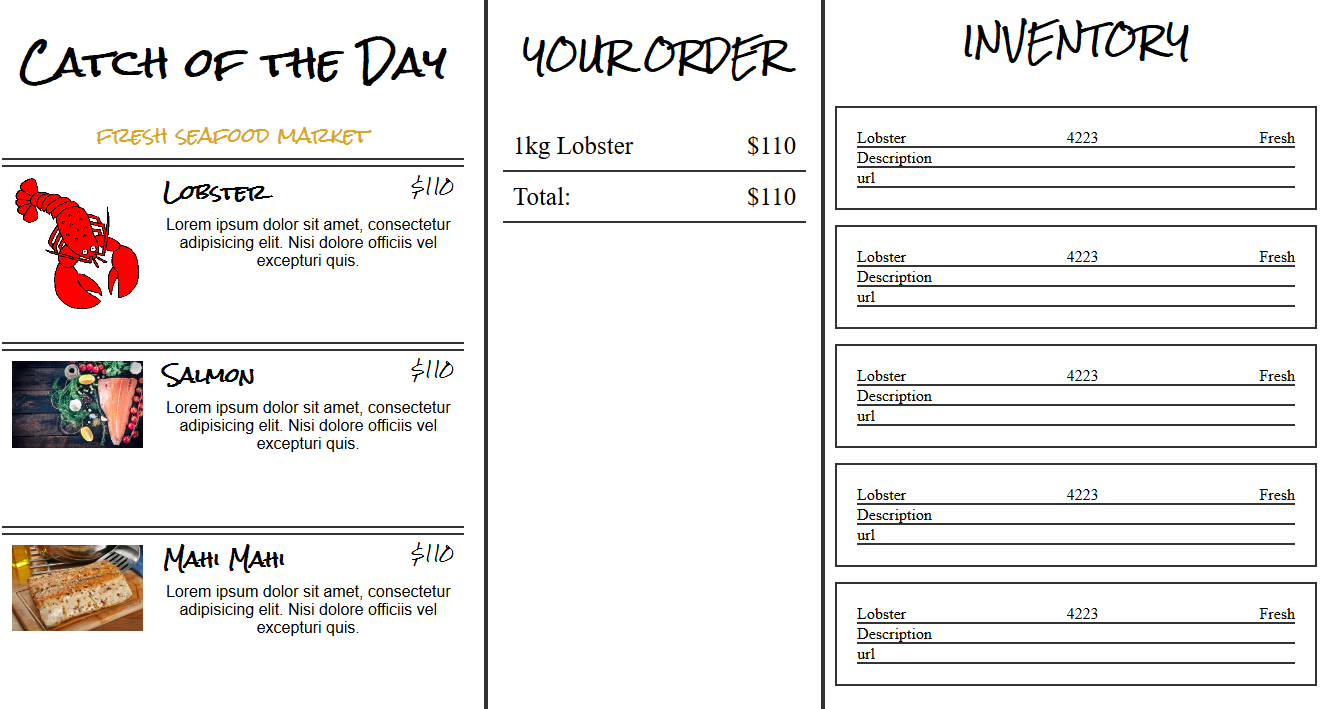 Catch of the Day
FRESH SEAFOOD MARKET
Lobster $110
Lorem ipsum dolor sit amet, consectetur
adipisicing elit. Nisi dolore officiis vel
excepturi quis.
Salmon $110
Lorem ipsum dolor sit amet, consectetur
adipisicing elit. Nisi dolore officiis vel
excepturi quis.
Mahi Mahi $110
Lorem ipsum dolor sit amet, consectetur
adipisicing elit. Nisi dolore officiis vel
excepturi quis.
YOUR ORDER
1kg Lobster $110
Total: $110
INVENTORY
Lobster 4223 Fresh
Description
url
Lobster 4223 Fresh
Description
url
Lobster 4223 Fresh
Description
url
Lobster 4223 Fresh
Description
url
Lobster 4223 Fresh
Description
url